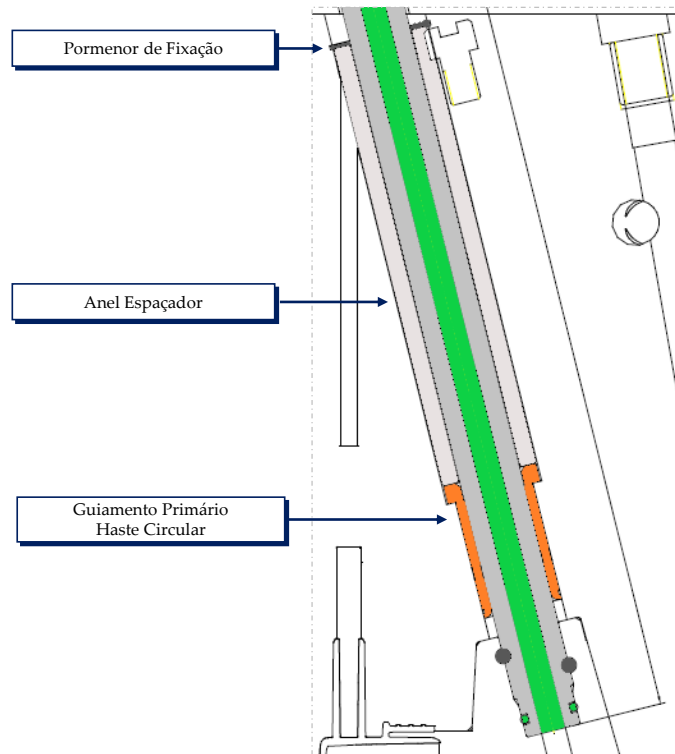 Pormenor de Fixação
Anel Espaçador
Guiamento Primário
Haste Circular